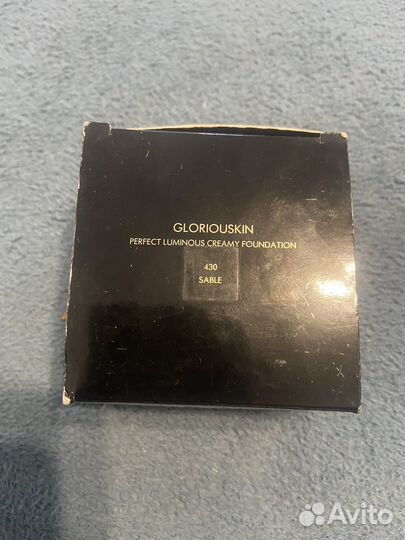 GLORIOUSKIN
PERFECT LUMINOUS CREAMY FOUNDATION
430
SABLE
Avito